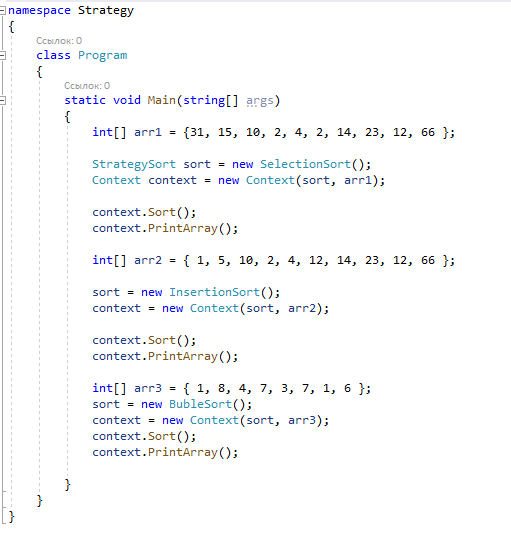 namespace Strategy
{
Ссылок: 0
class Program
{
Ссылок: 0
static void Main(string[] args)
{
int[] arr1 = {31, 15, 10, 2, 4, 2, 14, 23, 12, 66 };
StrategySort sort = new SelectionSort();
Context context = new Context(sort, arr1);
context.Sort();
context.PrintArray();
int[] arr2 = { 1, 5, 10, 2, 4, 12, 14, 23, 12, 66 };
sort = new InsertionSort();
context = new Context(sort, arr2);
context.Sort();
context.PrintArray();
int[] arr3 = { 1, 8, 4, 7, 3, 7, 1, 6 };
sort = new BubleSort();
context = new Context(sort, arr3);
context.Sort();
context.PrintArray();
}
}
}